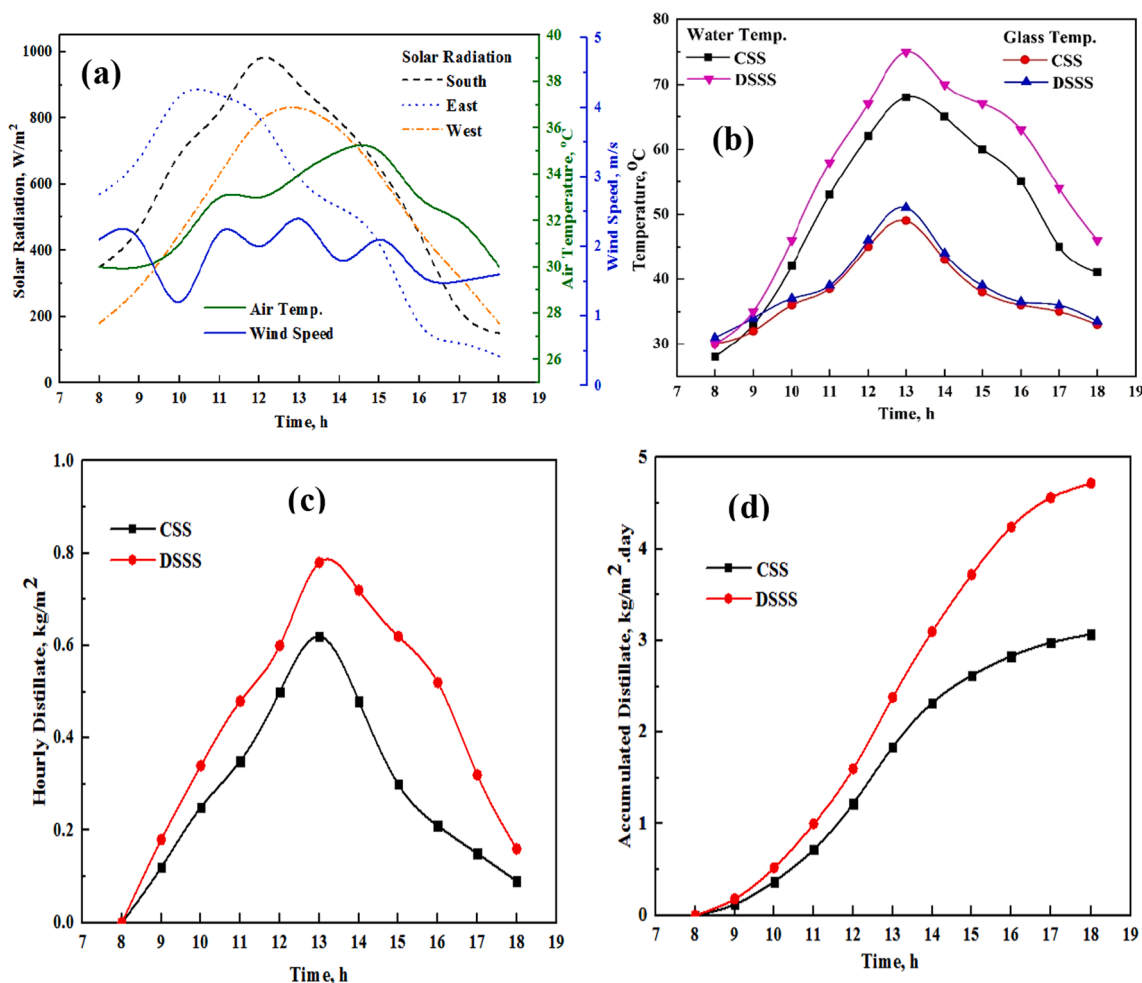 (a)
Solar Radiation
South
East
West
Air Temp.
Wind Speed
Solar Radiation, W/m²
1000
800
600
400
200
0
7 8 9 10 11 12 13 14 15 16 17 18 19
Time, h
40
38
36
34
32
30
28
26
Air Temperature, °C
5
4
3
2
1
0
Wind Speed, m/s
(b)
Water Temp.
CSS
DSSS
Glass Temp.
CSS
DSSS
Temperature, °C
70
60
50
40
30
7 8 9 10 11 12 13 14 15 16 17 18 19
Time, h
(c)
CSS
DSSS
Hourly Distillate, kg/m²
1.0
0.8
0.6
0.4
0.2
0.0
7 8 9 10 11 12 13 14 15 16 17 18 19
Time, h
(d)
CSS
DSSS
Accumulated Distillate, kg/m².day
5
4
3
2
1
0
7 8 9 10 11 12 13 14 15 16 17 18 19
Time, h